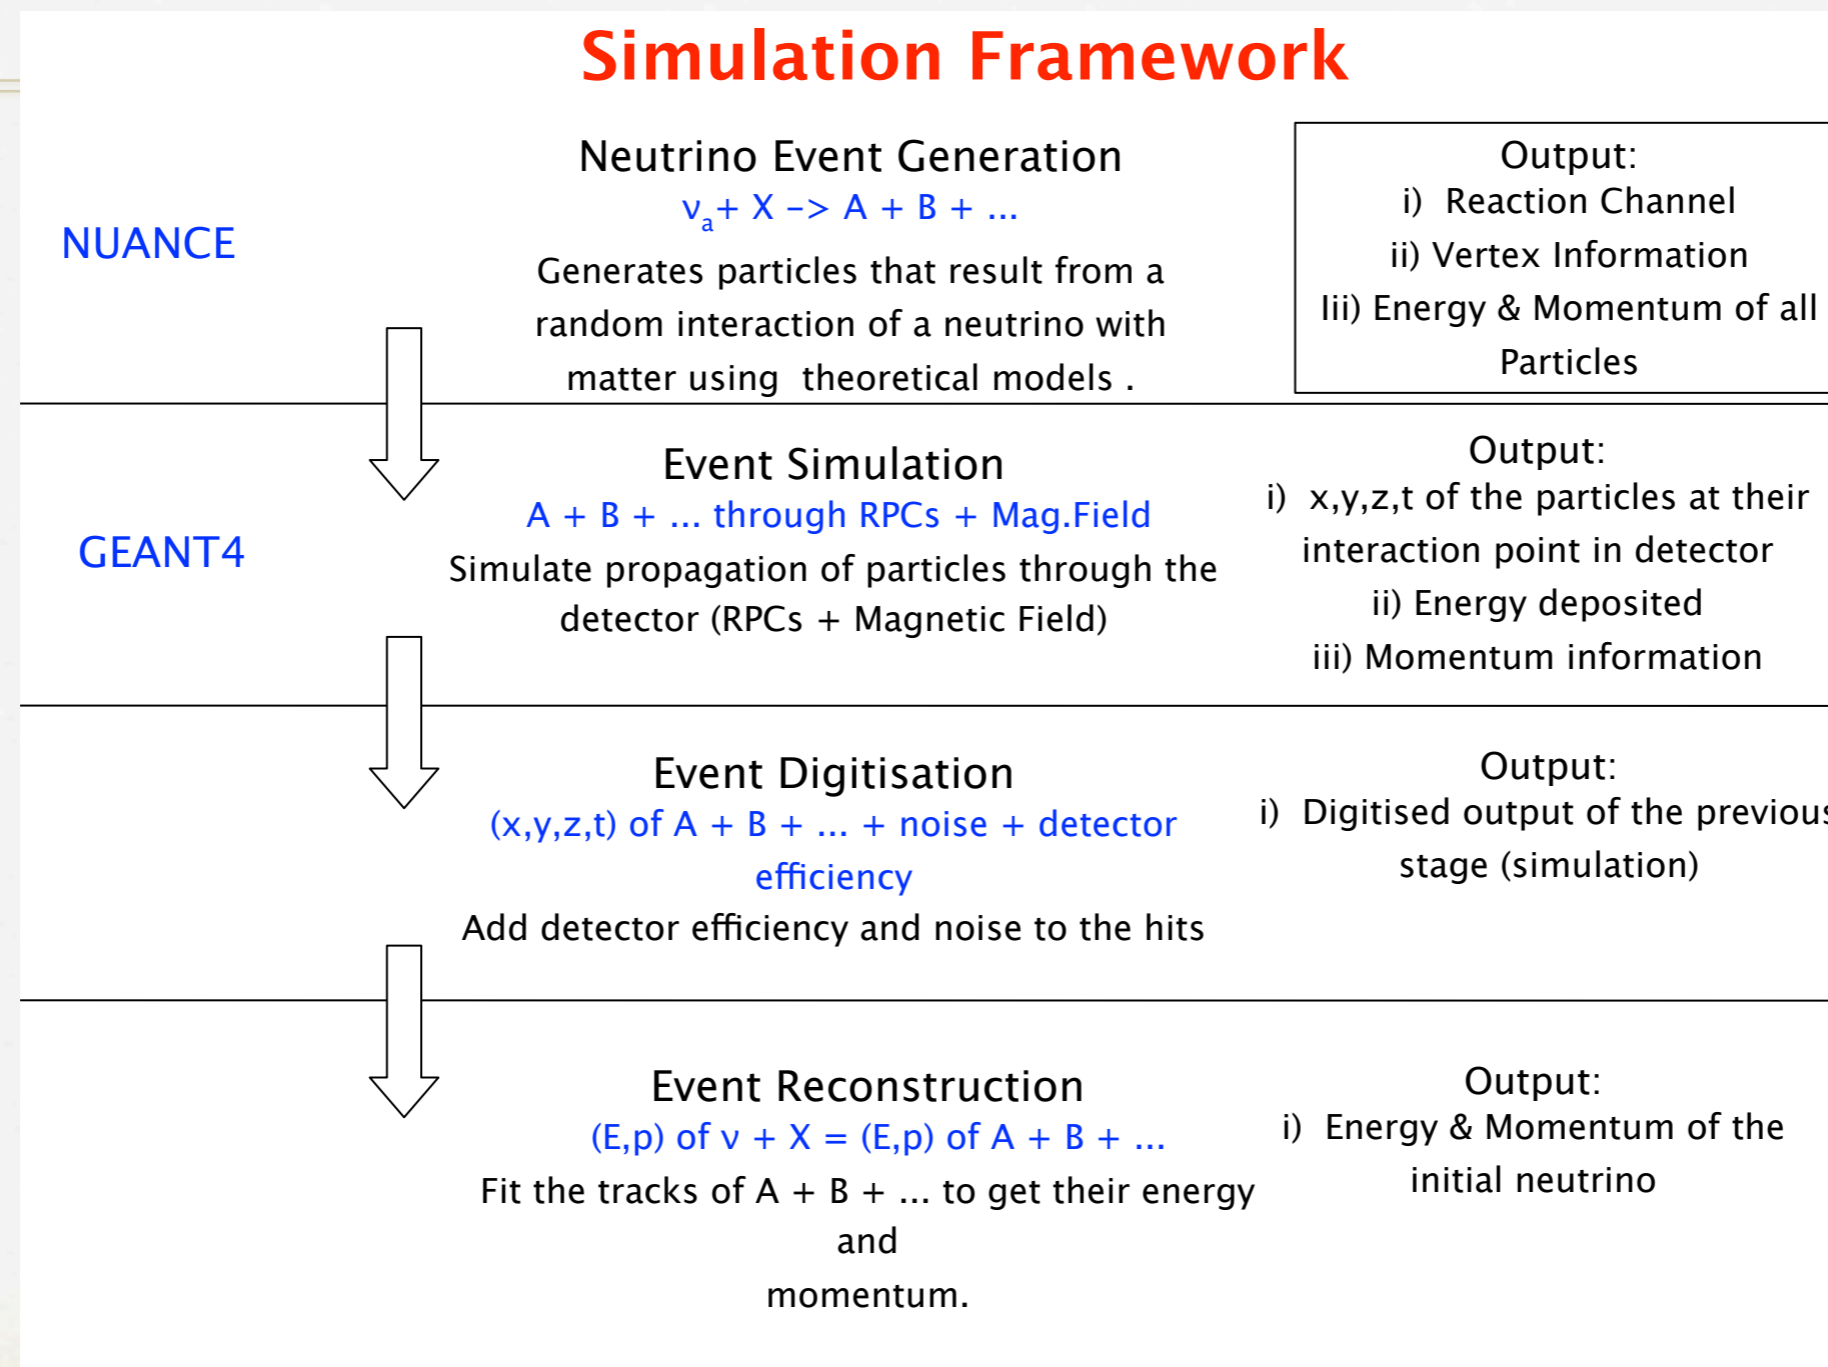 Simulation Framework
NUANCE
Neutrino Event Generation
νa+ X -> A + B + ...
Generates particles that result from a
random interaction of a neutrino with
matter using theoretical models .
Output:
i) Reaction Channel
ii) Vertex Information
Iii) Energy & Momentum of all
Particles
GEANT4
Event Simulation
A + B + ... through RPCs + Mag.Field
Simulate propagation of particles through the
detector (RPCs + Magnetic Field)
Output:
i) x,y,z,t of the particles at their
interaction point in detector
ii) Energy deposited
iii) Momentum information
Event Digitisation
(x,y,z,t) of A + B + ... + noise + detector
efficiency
Add detector efficiency and noise to the hits
Output:
i) Digitised output of the previous
stage (simulation)
Event Reconstruction
(E,p) of ν + X = (E,p) of A + B + ...
Fit the tracks of A + B + ... to get their energy
and
momentum.
Output:
i) Energy & Momentum of the
initial neutrino